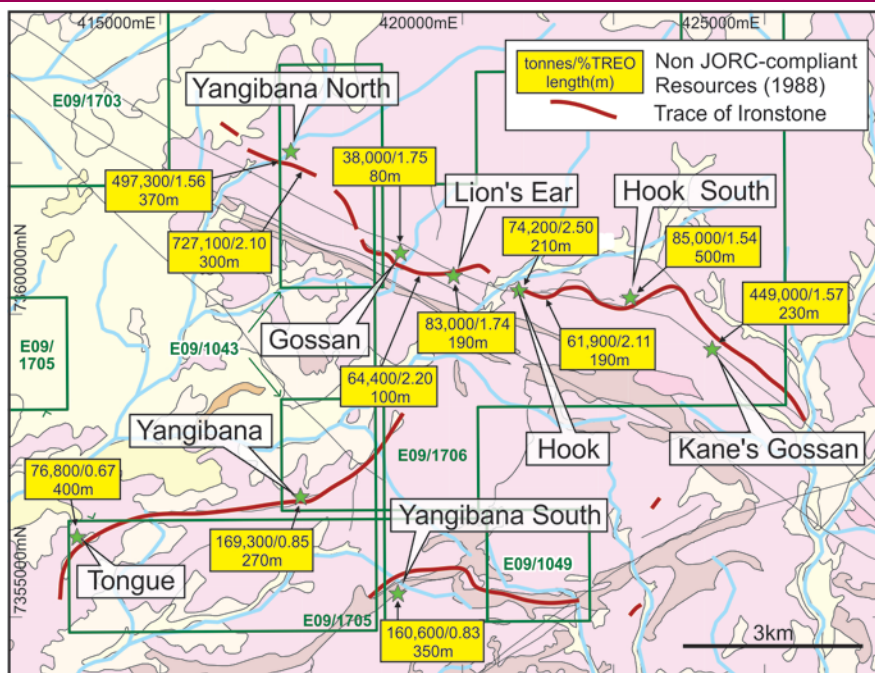 415000mE
420000mE
425000mE
tonnes/%TREO
length(m)
Non JORC-compliant
Resources (1988)
Trace of Ironstone
E09/1703
Yangibana North
497,300/1.56
370m
727,100/2.10
300m
38,000/1.75
80m
Lion's Ear
Hook South
74,200/2.50
210m
85,000/1.54
500m
449,000/1.57
230m
7360000mN
E09/
1705
E09/1043
Gossan
83,000/1.74
190m
61,900/2.11
190m
64,400/2.20
100m
Yangibana
Hook
Kane's Gossan
E09/1706
76,800/0.67
400m
Yangibana South
169,300/0.85
270m
Tongue
E09/1049
7355000mN
E09/1705
160,600/0.83
350m
3km